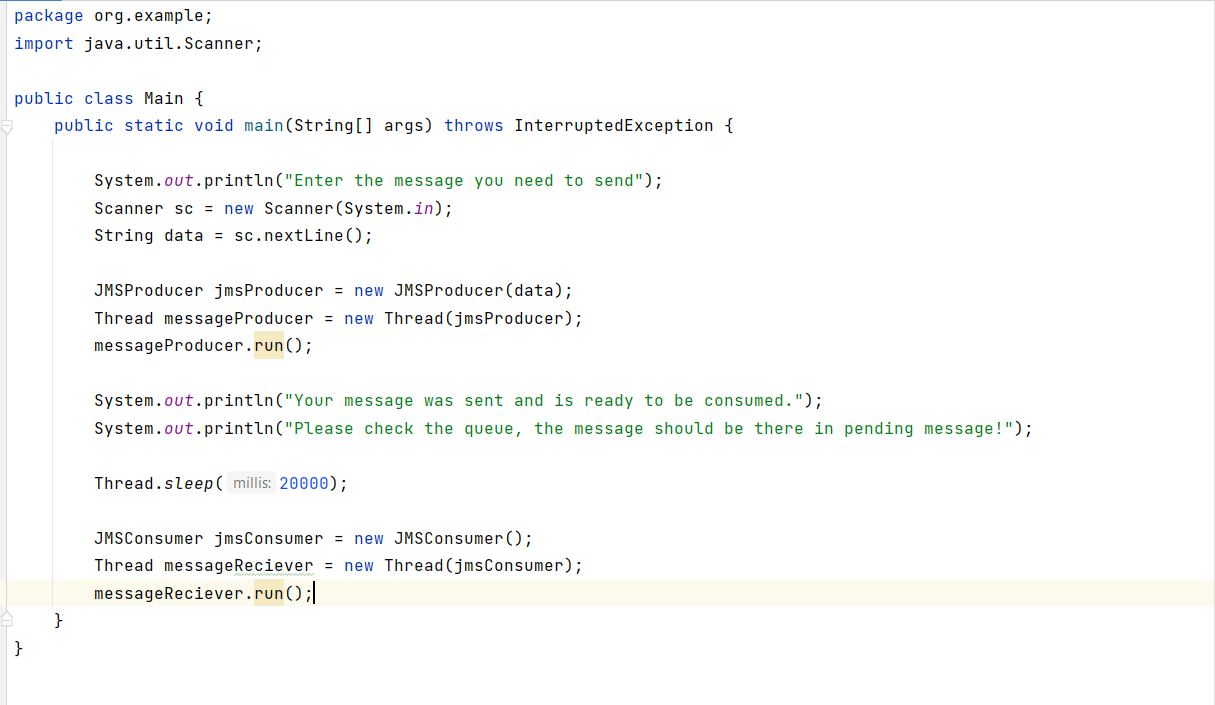 package org.example;
import java.util.Scanner;
public class Main {
public static void main(String[] args) throws InterruptedException {
System.out.println("Enter the message you need to send");
Scanner sc = new Scanner(System.in);
String data = sc.nextLine();
JMSProducer jmsProducer = new JMSProducer(data);
Thread messageProducer = new Thread(jmsProducer);
messageProducer.run();
System.out.println("Your message was sent and is ready to be consumed.");
System.out.println("Please check the queue, the message should be there in pending message!");
Thread.sleep( millis: 20000);
JMSConsumer jmsConsumer = new JMSConsumer();
Thread messageReciever = new Thread(jmsConsumer);
messageReciever.run();
}
}